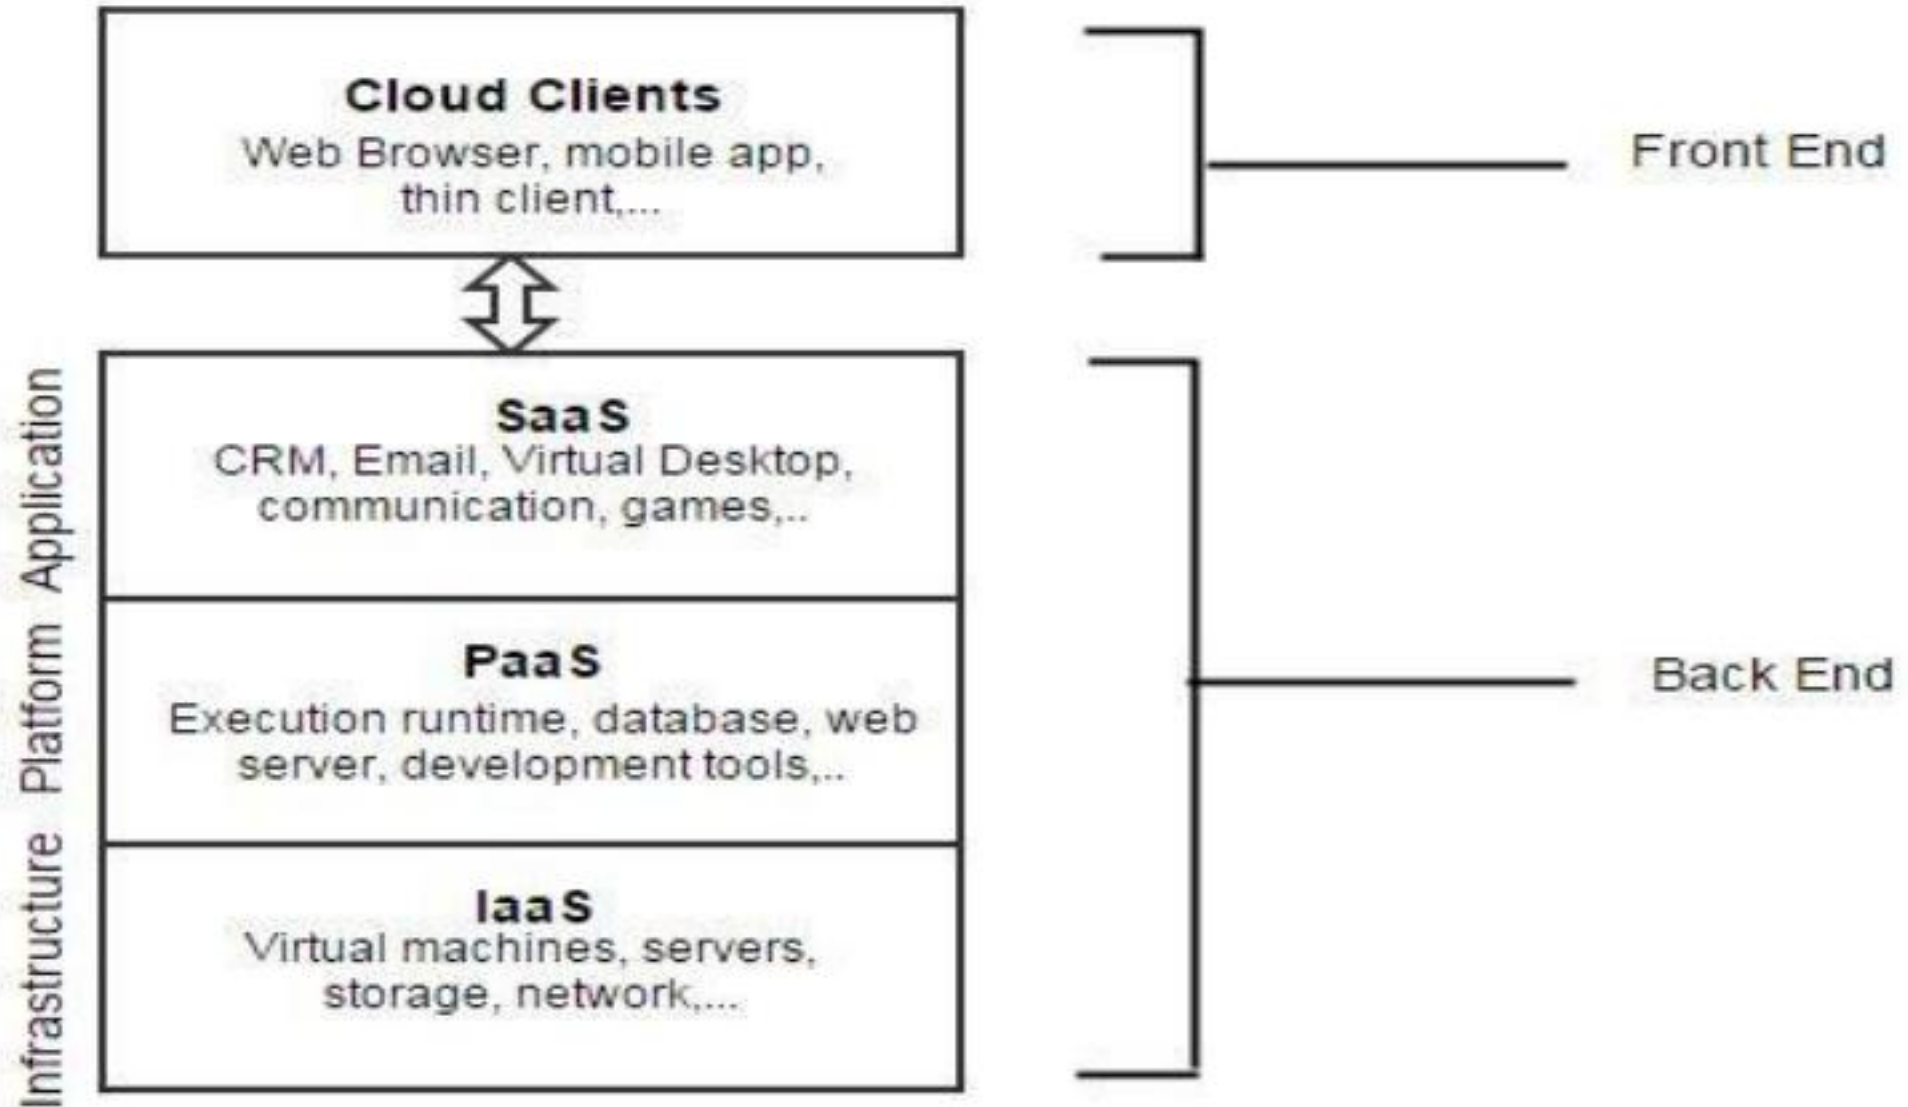 Cloud Clients
Web Browser, mobile app,
thin client,...
Front End
Application
SaaS
CRM, Email, Virtual Desktop,
communication, games,..
Platform
PaaS
Execution runtime, database, web
server, development tools,..
Back End
Infrastructure
IaaS
Virtual machines, servers,
storage, network,...